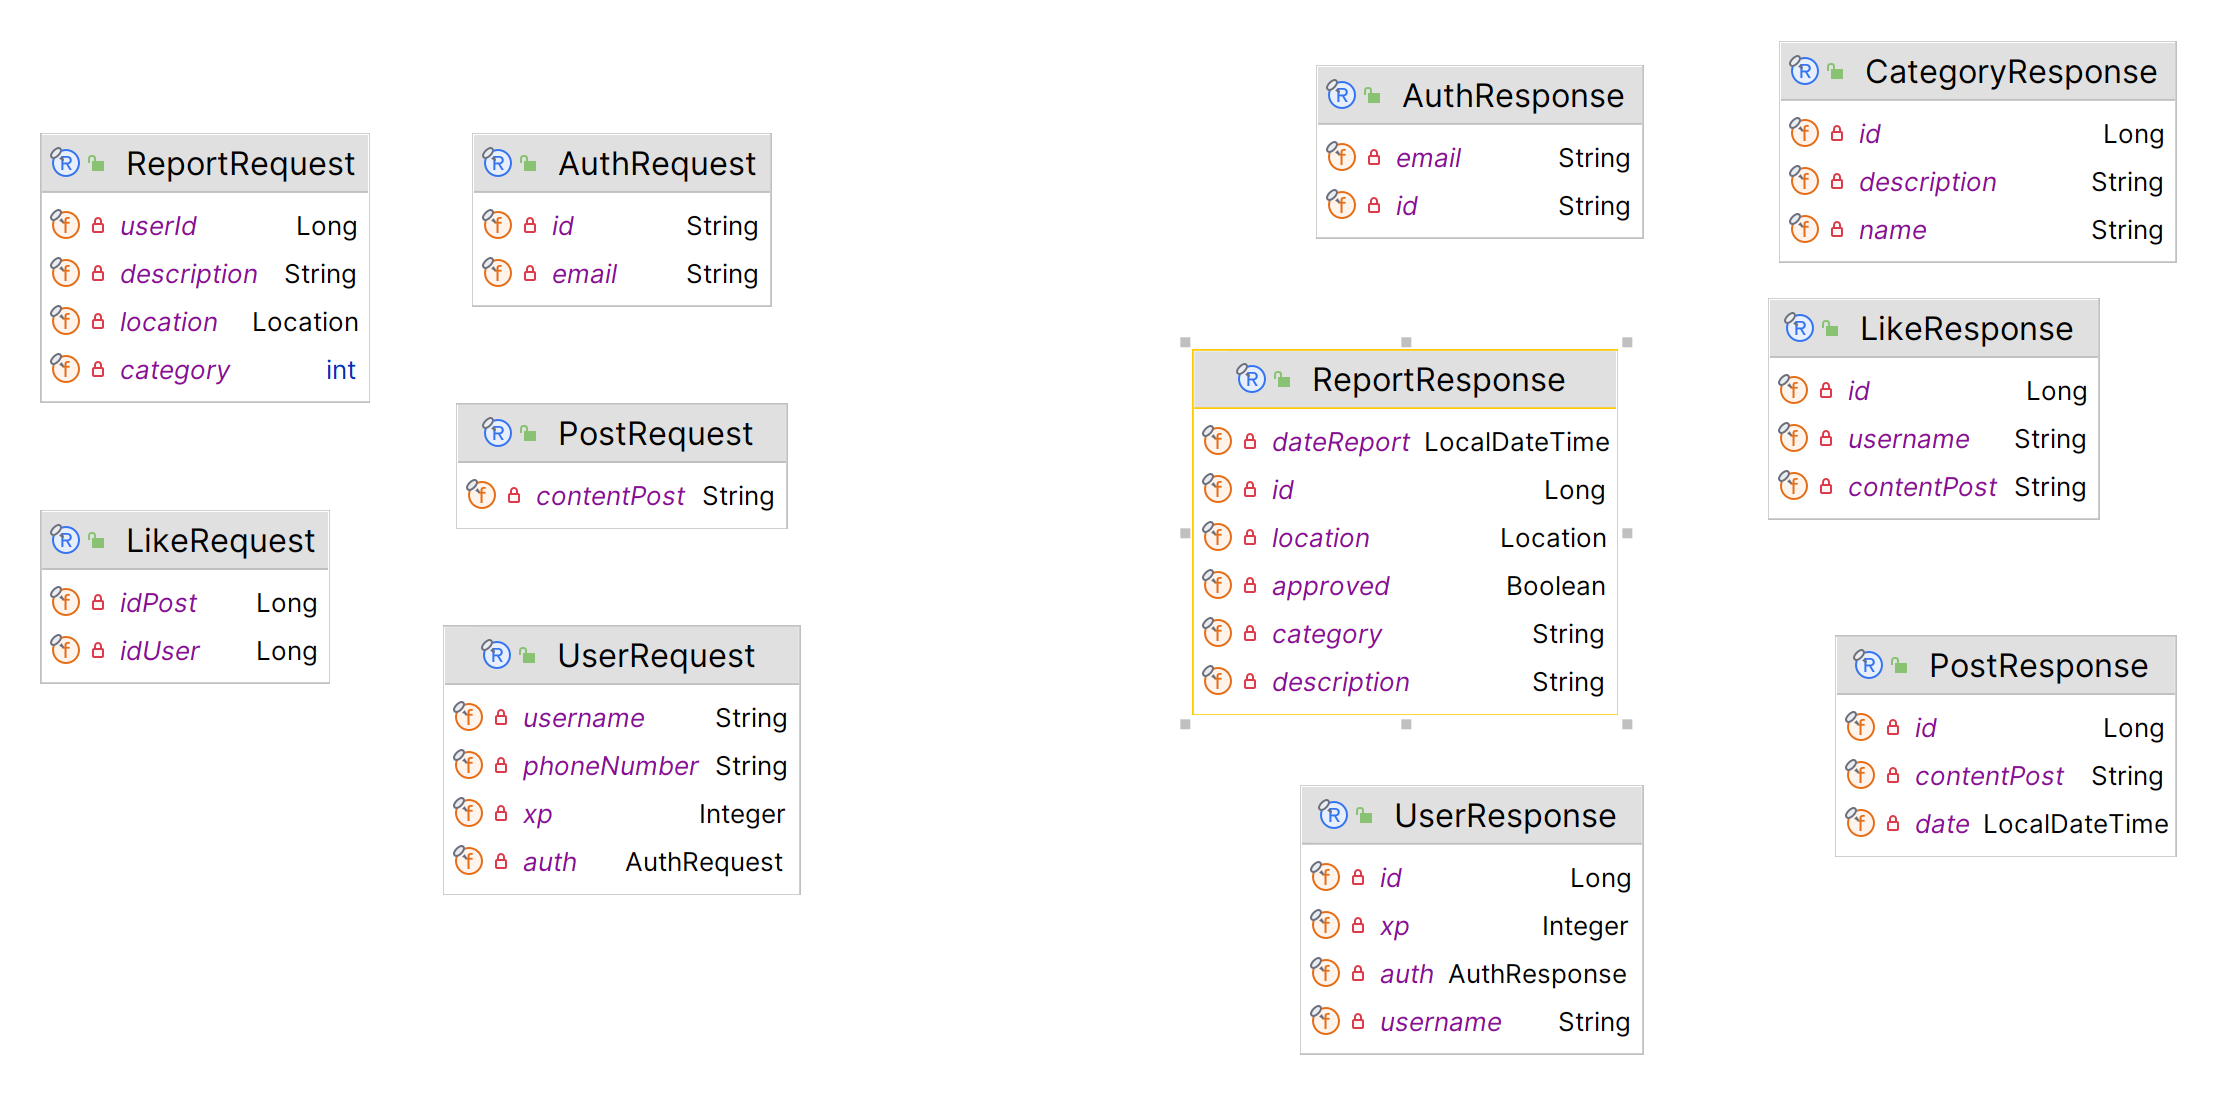 ReportRequest
userId Long
description String
location Location
category int
LikeRequest
idPost Long
idUser Long
AuthRequest
id String
email String
PostRequest
contentPost String
UserRequest
username String
phoneNumber String
xp Integer
auth AuthRequest
AuthResponse
email String
id String
ReportResponse
dateReport LocalDateTime
id Long
location Location
approved Boolean
category String
description String
UserResponse
id Long
xp Integer
auth AuthResponse
username String
CategoryResponse
id Long
description String
name String
LikeResponse
id Long
username String
contentPost String
PostResponse
id Long
contentPost String
date LocalDateTime